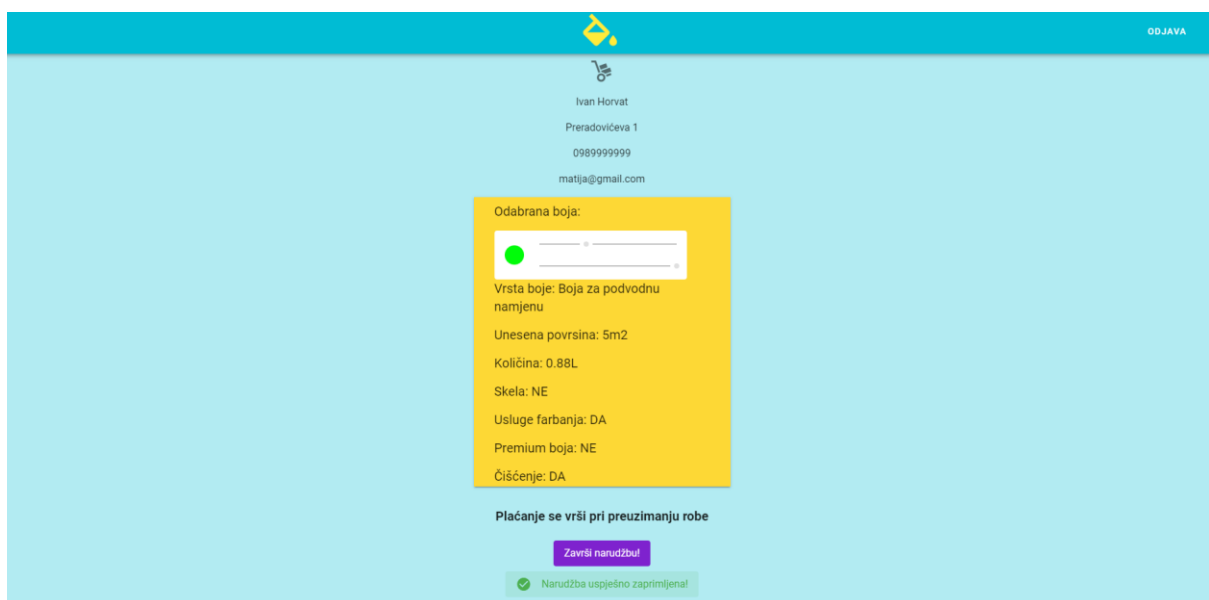 ODJAVA
Ivan Horvat
Preradovićeva 1
0989999999
matija@gmail.com
Odabrana boja:
Vrsta boje: Boja za podvodnu
namjenu
Unesena povrsina: 5m2
Količina: 0.88L
Skela: NE
Usluge farbanja: DA
Premium boja: NE
Čišćenje: DA
Plaćanje se vrši pri preuzimanju robe
Završi narudžbu!
Narudžba uspješno zaprimljena!